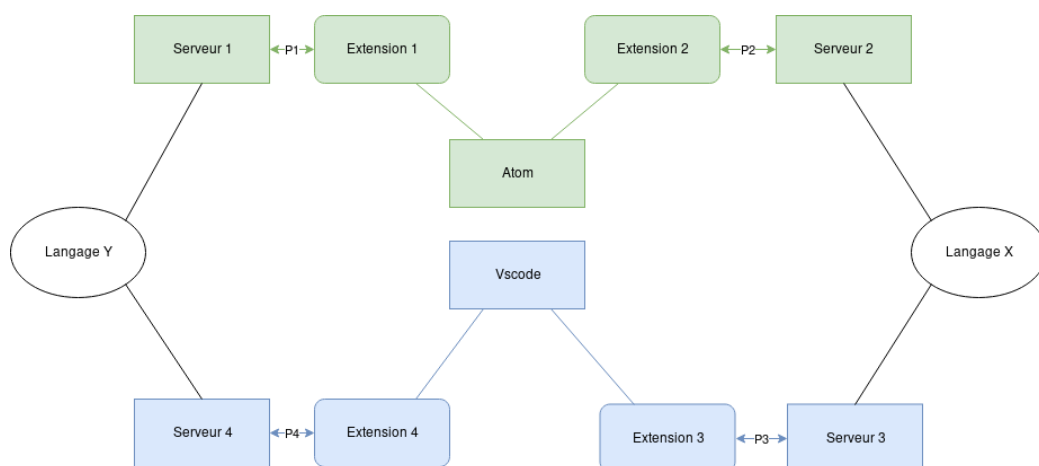 Serveur 1
P1
Extension 1
Extension 2
P2
Serveur 2
Atom
Langage Y
Vscode
Langage X
Serveur 4
P4
Extension 4
Extension 3
P3
Serveur 3